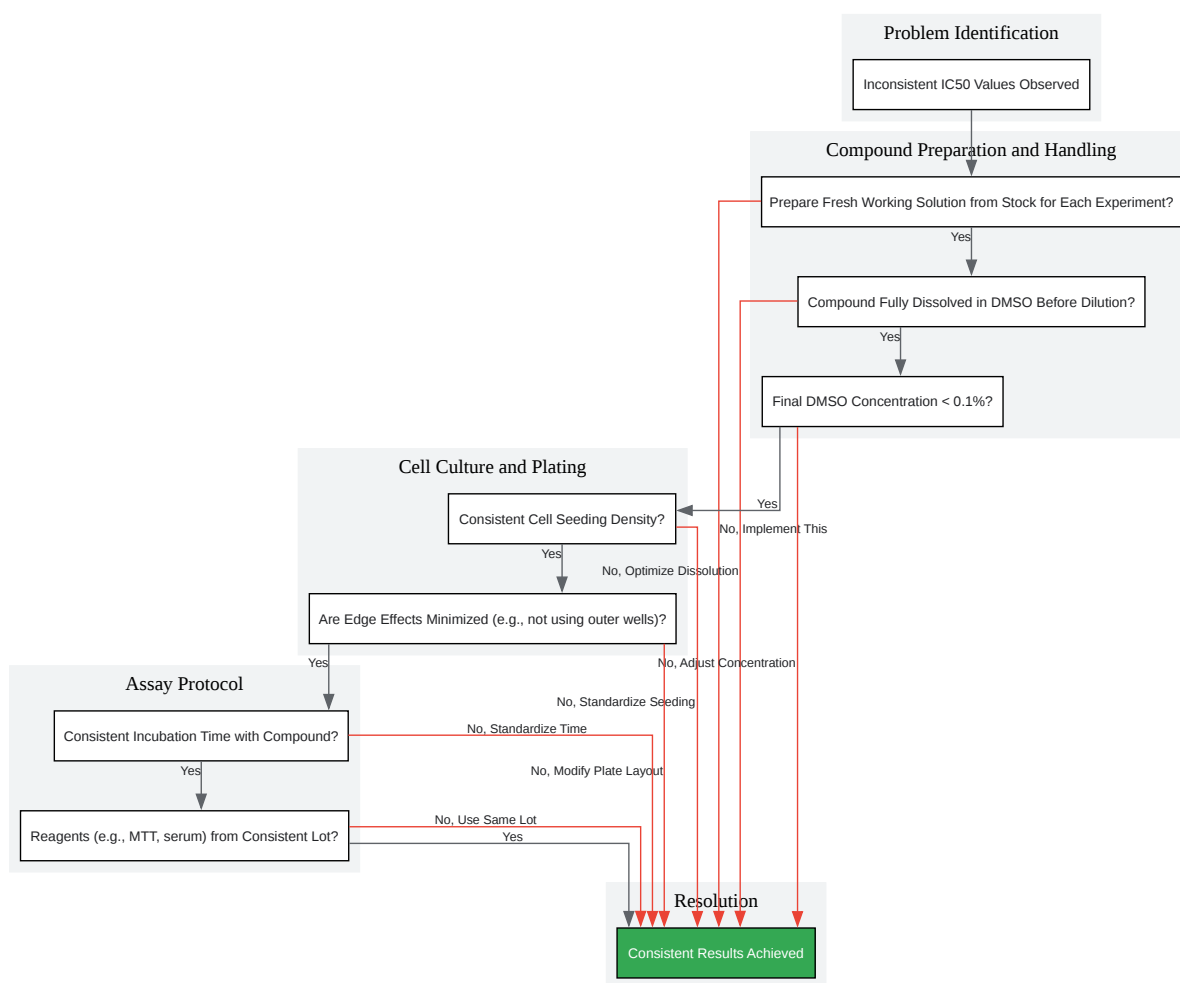 Problem Identification
Inconsistent IC50 Values Observed
Compound Preparation and Handling
Prepare Fresh Working Solution from Stock for Each Experiment?
Yes
Compound Fully Dissolved in DMSO Before Dilution?
Yes
Final DMSO Concentration < 0.1%?
Cell Culture and Plating
Yes
Consistent Cell Seeding Density?
No, Implement This
Yes
No, Optimize Dissolution
Are Edge Effects Minimized (e.g., not using outer wells)?
Yes
No, Adjust Concentration
Assay Protocol
No, Standardize Seeding
No, Standardize Time
Consistent Incubation Time with Compound?
Yes
No, Modify Plate Layout
No, Use Same Lot
Reagents (e.g., MTT, serum) from Consistent Lot?
Yes
Resolution
Consistent Results Achieved